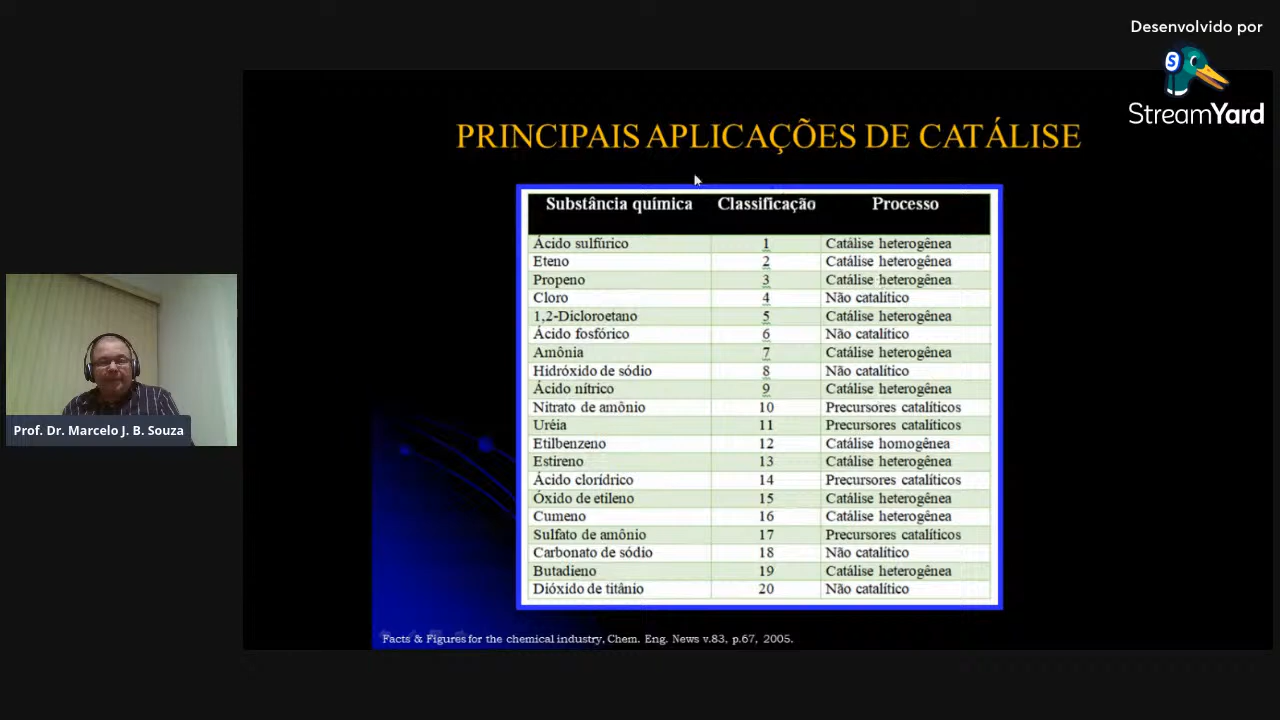 Desenvolvido por
StreamYard
PRINCIPAIS APLICAÇÕES DE CATÁLISE
Substância química Classificação Processo
Ácido sulfúrico 1 Catálise heterogênea
Eteno 2 Catálise heterogênea
Propeno 3 Catálise heterogênea
Cloro 4 Não catalítico
1,2-Dicloroetano 5 Catálise heterogênea
Ácido fosfórico 6 Não catalítico
Amônia 7 Catálise heterogênea
Hidróxido de sódio 8 Não catalítico
Ácido nítrico 9 Catálise heterogênea
Nitrato de amônio 10 Precursores catalíticos
Uréia 11 Precursores catalíticos
Etilbenzeno 12 Catálise homogênea
Estireno 13 Catálise heterogênea
Ácido clorídrico 14 Precursores catalíticos
Óxido de etileno 15 Catálise heterogênea
Cumeno 16 Catálise heterogênea
Sulfato de amônio 17 Precursores catalíticos
Carbonato de sódio 18 Não catalítico
Butadieno 19 Catálise heterogênea
Dióxido de titânio 20 Não catalítico
Facts & Figures for the chemical industry, Chem. Eng. News v.83, p.67, 2005.
Prof. Dr. Marcelo J. B. Souza